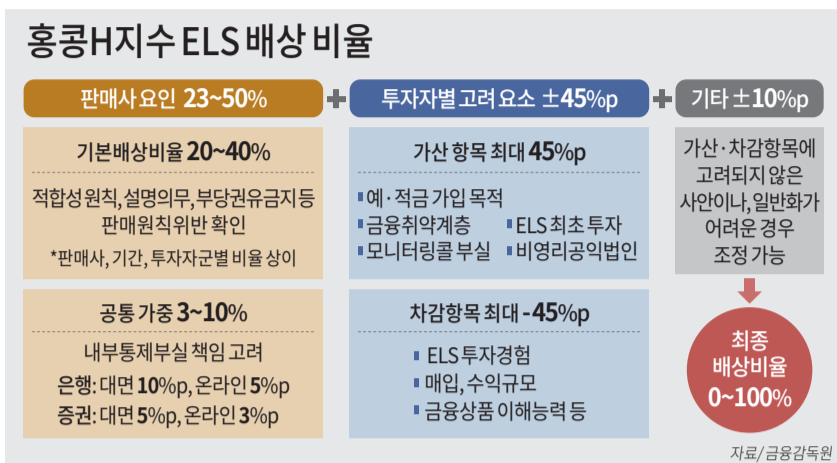 홍콩H지수 ELS 배상 비율
판매사 요인 23~50%
기본배상비율 20~40%
적합성 원칙, 설명의무, 부당권유금지 등
판매원칙위반 확인
*판매사, 기간, 투자자군별 비율 상이
공통 가중 3~10%
내부통제부실 책임 고려
은행: 대면 10%p, 온라인 5%p
증권: 대면 5%p, 온라인 3%p
+
투자자별 고려 요소 ±45%p
가산 항목 최대 45%p
예·적금 가입 목적
금융취약계층
ELS 최초 투자
모니터링콜 부실
비영리공익법인
차감항목 최대 -45%p
ELS 투자경험
매입, 수익규모
금융상품 이해능력 등
+
기타 ±10%p
가산·차감항목에
고려되지 않은
사안이나, 일반화가
어려운 경우
조정 가능
최종
배상비율
0~100%
자료/금융감독원